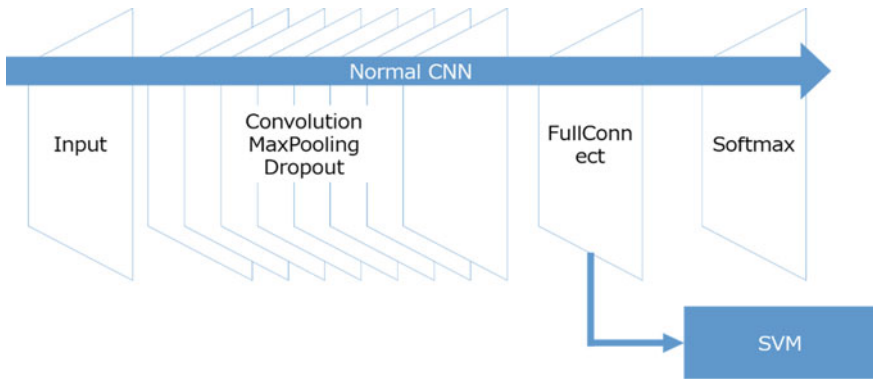 Normal CNN
Input
Convolution
MaxPooling
Dropout
FullConn
ect
Softmax
SVM